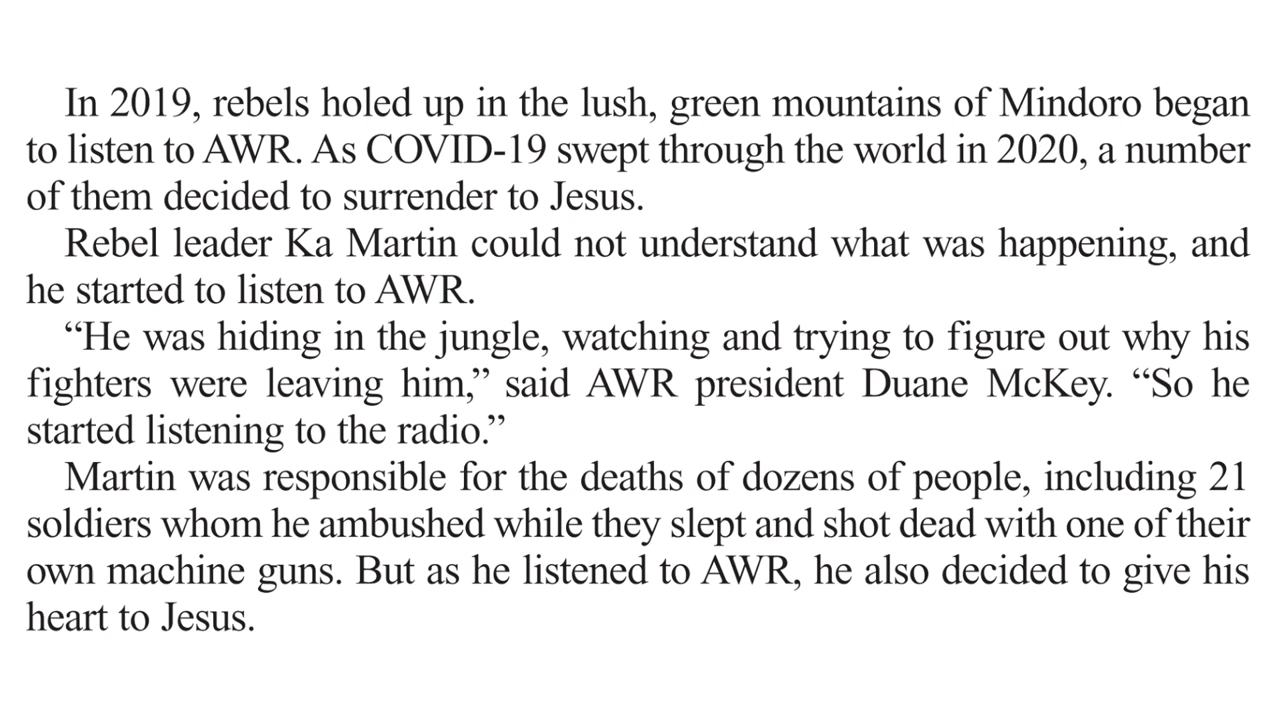 In 2019, rebels holed up in the lush, green mountains of Mindoro began
to listen to AWR. As COVID-19 swept through the world in 2020, a number
of them decided to surrender to Jesus.
Rebel leader Ka Martin could not understand what was happening, and
he started to listen to AWR.
“He was hiding in the jungle, watching and trying to figure out why his
fighters were leaving him,” said AWR president Duane McKey. “So he
started listening to the radio.”
Martin was responsible for the deaths of dozens of people, including 21
soldiers whom he ambushed while they slept and shot dead with one of their
own machine guns. But as he listened to AWR, he also decided to give his
heart to Jesus.